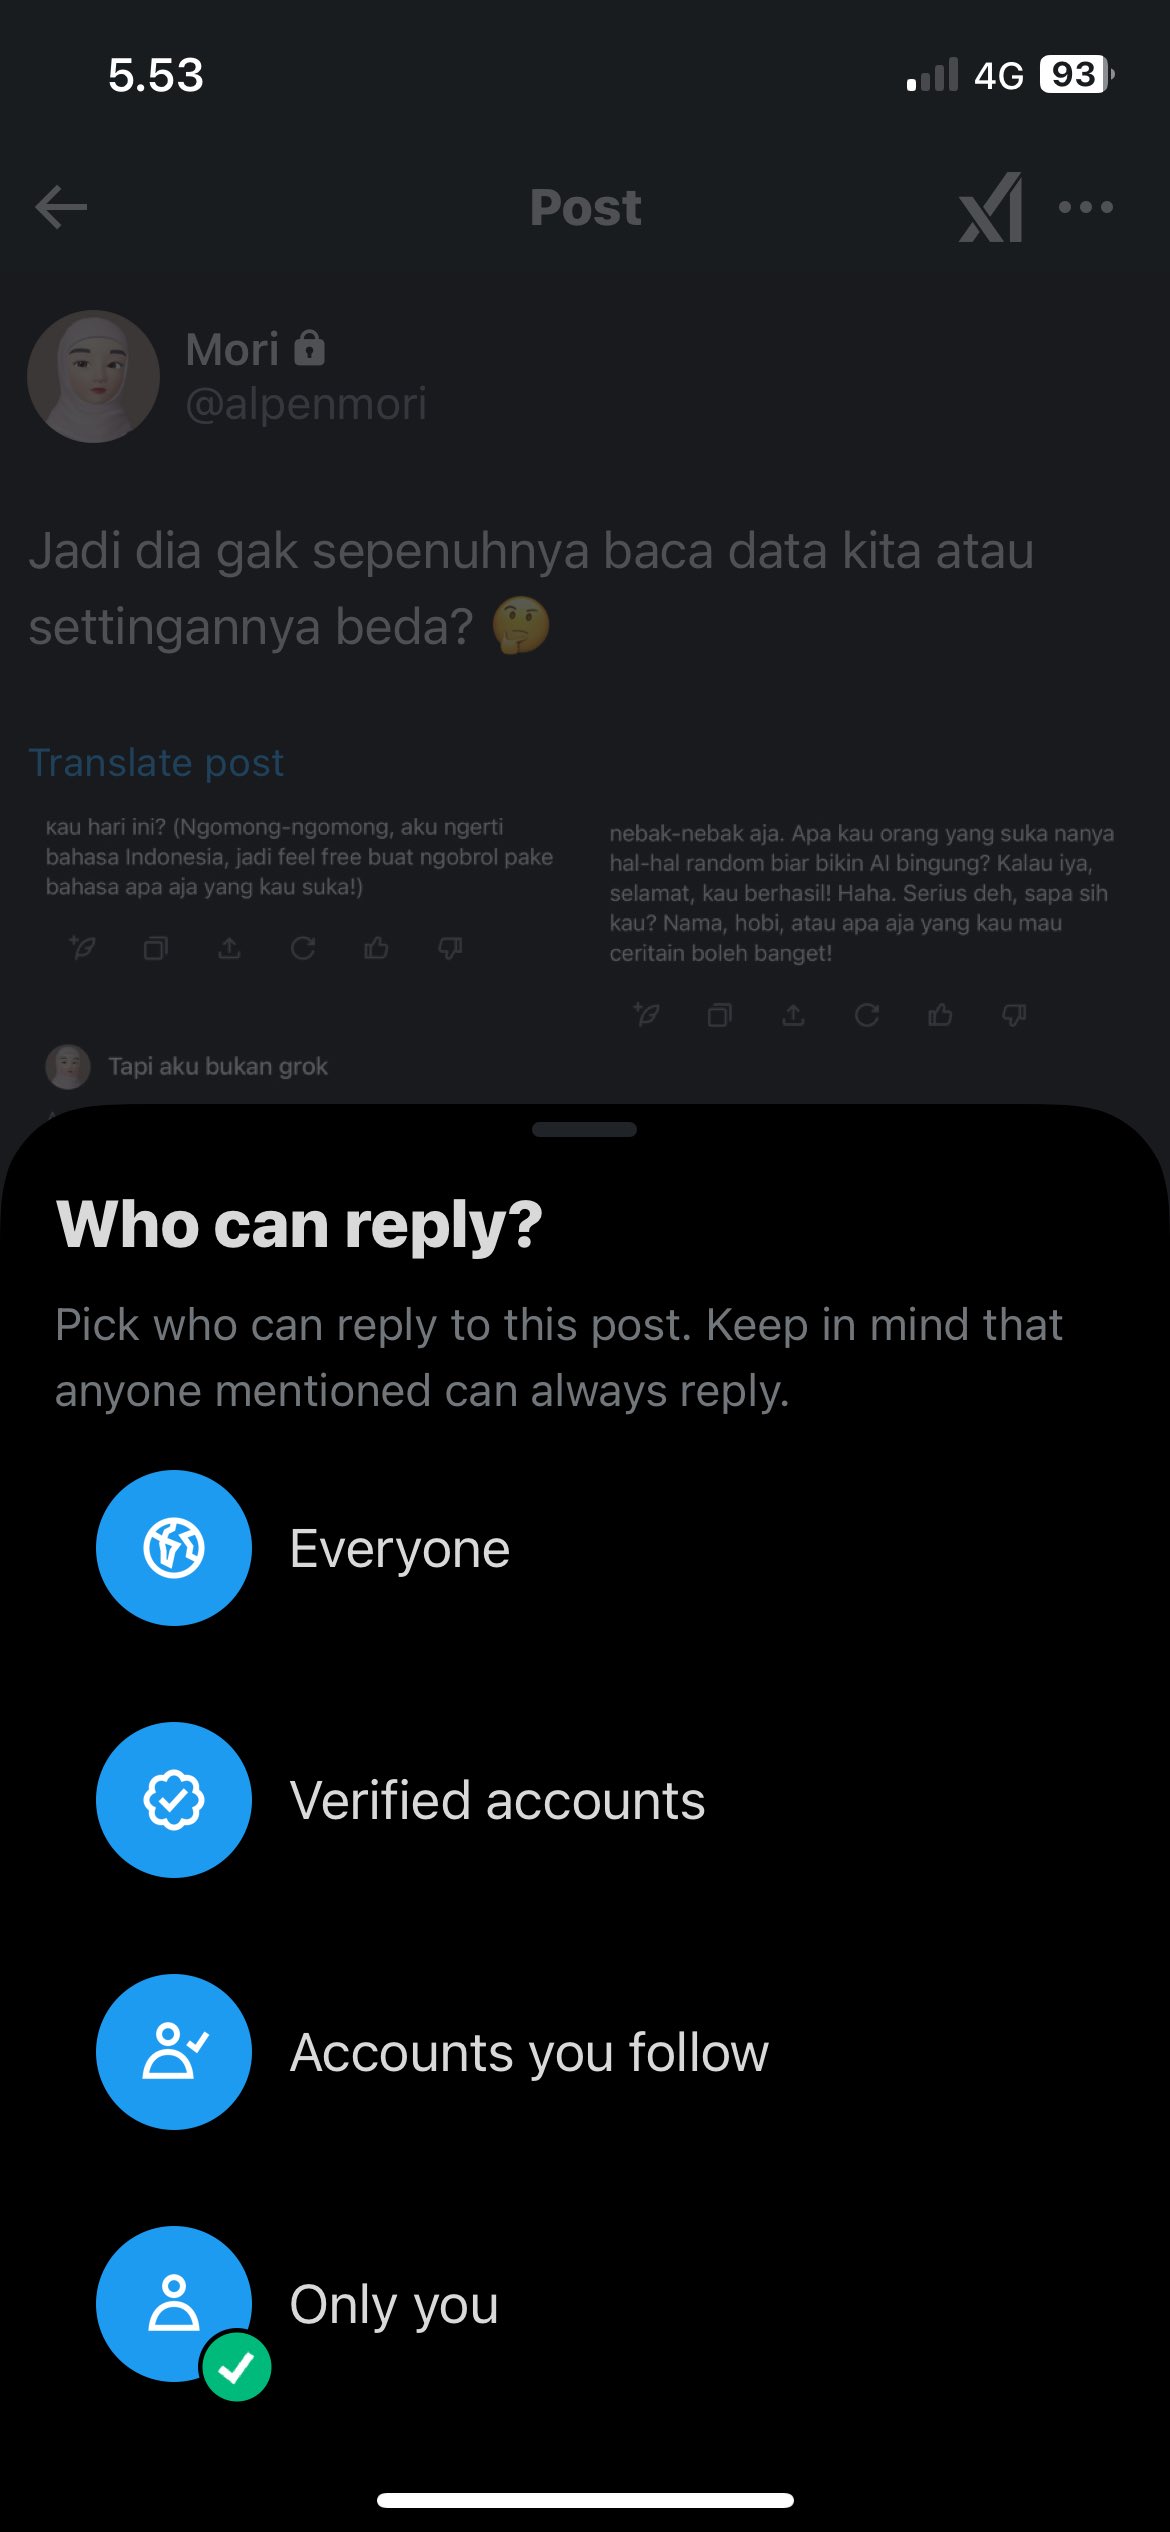 5.53
4G 93
Post
Mori
@alpenmori
Jadi dia gak sepenuhnya baca data kita atau
settingannya beda? 🤔
Translate post
kau hari ini? (Ngomong-ngomong, aku ngerti
bahasa Indonesia, jadi feel free buat ngobrol pake
bahasa apa aja yang kau suka!)
Tapi aku bukan grok
nebak-nebak aja. Apa kau orang yang suka nanya
hal-hal random biar bikin AI bingung? Kalau iya,
selamat, kau berhasil! Haha. Serius deh, sapa sih
kau? Nama, hobi, atau apa aja yang kau mau
ceritain boleh banget!
Who can reply?
Pick who can reply to this post. Keep in mind that
anyone mentioned can always reply.
Everyone
Verified accounts
Accounts you follow
Only you